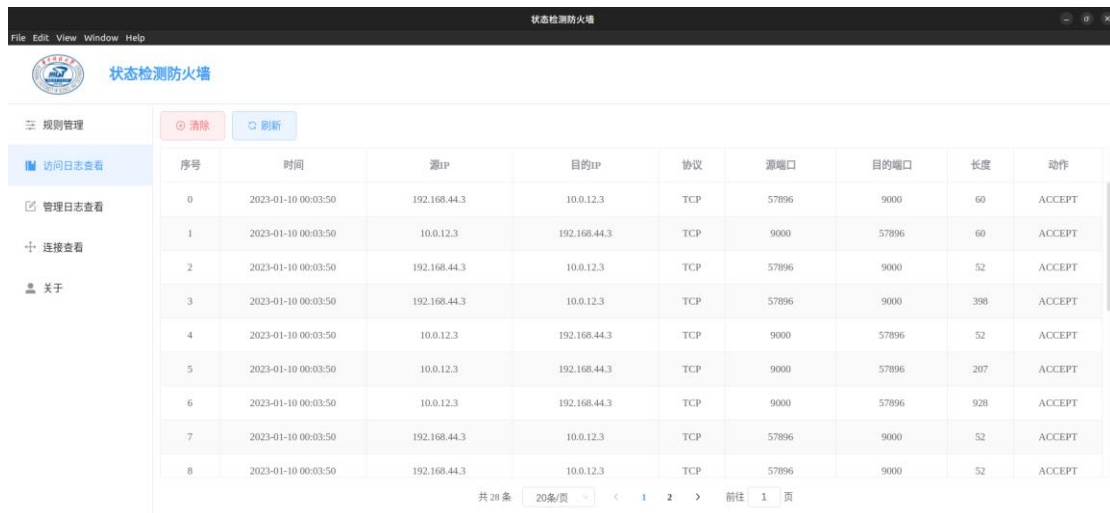 状态检测防火墙
File Edit View Window Help
状态检测防火墙
规则管理
访问日志查看
管理日志查看
连接查看
关于
清除 刷新
序号 时间 源IP 目的IP 协议 源端口 目的端口 长度 动作
0 2023-01-10 00:03:50 192.168.44.3 10.0.12.3 TCP 57896 9000 60 ACCEPT
1 2023-01-10 00:03:50 10.0.12.3 192.168.44.3 TCP 9000 57896 60 ACCEPT
2 2023-01-10 00:03:50 192.168.44.3 10.0.12.3 TCP 57896 9000 52 ACCEPT
3 2023-01-10 00:03:50 192.168.44.3 10.0.12.3 TCP 57896 9000 398 ACCEPT
4 2023-01-10 00:03:50 10.0.12.3 192.168.44.3 TCP 9000 57896 52 ACCEPT
5 2023-01-10 00:03:50 10.0.12.3 192.168.44.3 TCP 9000 57896 207 ACCEPT
6 2023-01-10 00:03:50 10.0.12.3 192.168.44.3 TCP 9000 57896 928 ACCEPT
7 2023-01-10 00:03:50 192.168.44.3 10.0.12.3 TCP 57896 9000 52 ACCEPT
8 2023-01-10 00:03:50 192.168.44.3 10.0.12.3 TCP 57896 9000 52 ACCEPT
共 28 条 20条/页 1 2 前往 1 页